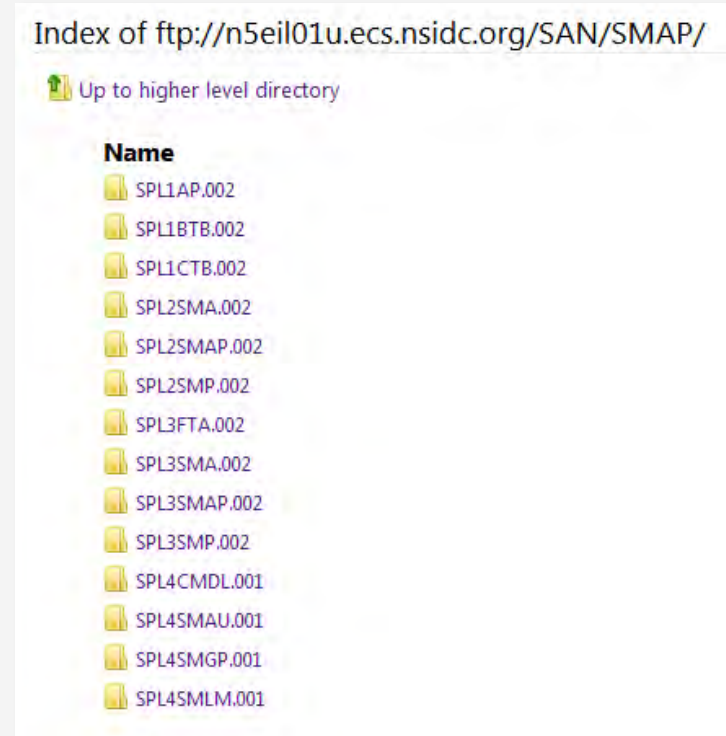 Index of ftp://n5eil01u.ecs.nsidc.org/SAN/SMAP/
Up to higher level directory
Name
SPL1AP.002
SPL1BTB.002
SPL1CTB.002
SPL2SMA.002
SPL2SMAP.002
SPL2SMP.002
SPL3FTA.002
SPL3SMA.002
SPL3SMAP.002
SPL3SMP.002
SPL4CMDL.001
SPL4SMAU.001
SPL4SMGP.001
SPL4SMLM.001